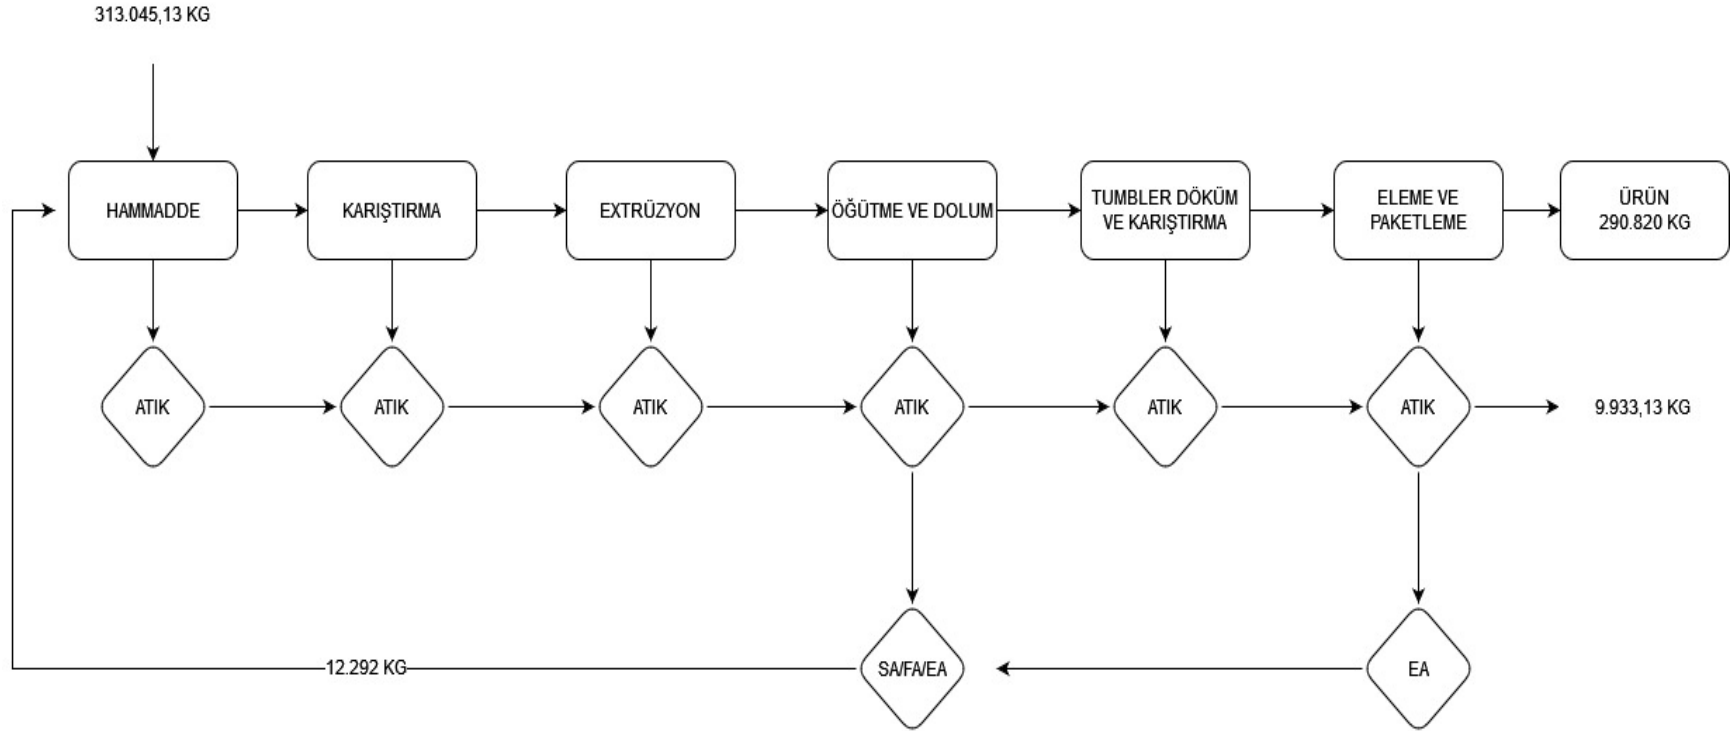 313.045,13 KG
HAMMADDE
KARIŞTIRMA
EXTRÜZYON
ÖĞÜTME VE DOLUM
TUMBLER DÖKÜM
VE KARIŞTIRMA
ELEME VE
PAKETLEME
ÜRÜN
290.820 KG
ATIK
ATIK
ATIK
ATIK
ATIK
ATIK
9.933,13 KG
12.292 KG
SA/FA/EA
EA